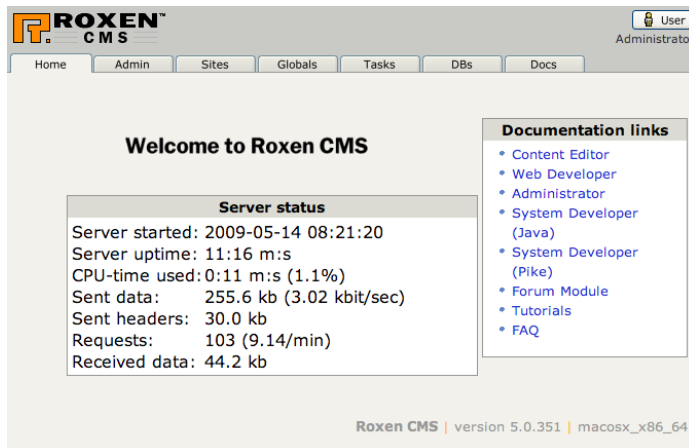 ROXEN™
CMS
User
Administrato
Home Admin Sites Globals Tasks DBs Docs
Welcome to Roxen CMS
Server status
Server started: 2009-05-14 08:21:20
Server uptime: 11:16 m:s
CPU-time used: 0:11 m:s (1.1%)
Sent data: 255.6 kb (3.02 kbit/sec)
Sent headers: 30.0 kb
Requests: 103 (9.14/min)
Received data: 44.2 kb
Documentation links
Content Editor
Web Developer
Administrator
System Developer
(Java)
System Developer
(Pike)
Forum Module
Tutorials
FAQ
Roxen CMS | version 5.0.351 | macosx_x86_64